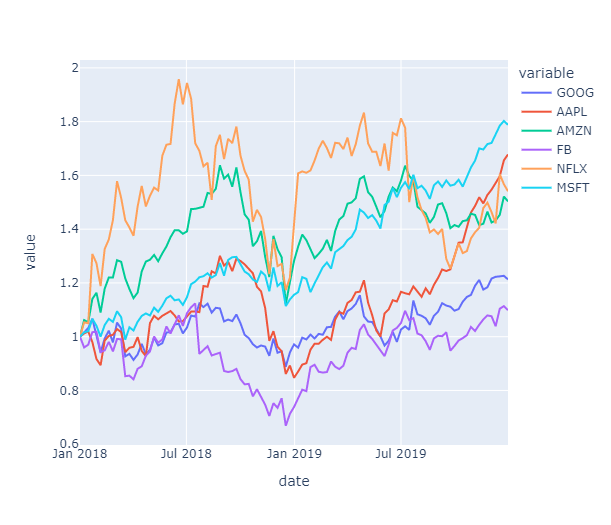 variable
GOOG
AAPL
AMZN
FB
NFLX
MSFT
2
1.8
1.6
1.4
1.2
1
0.8
0.6
value
Jan 2018
Jul 2018
Jan 2019
Jul 2019
date